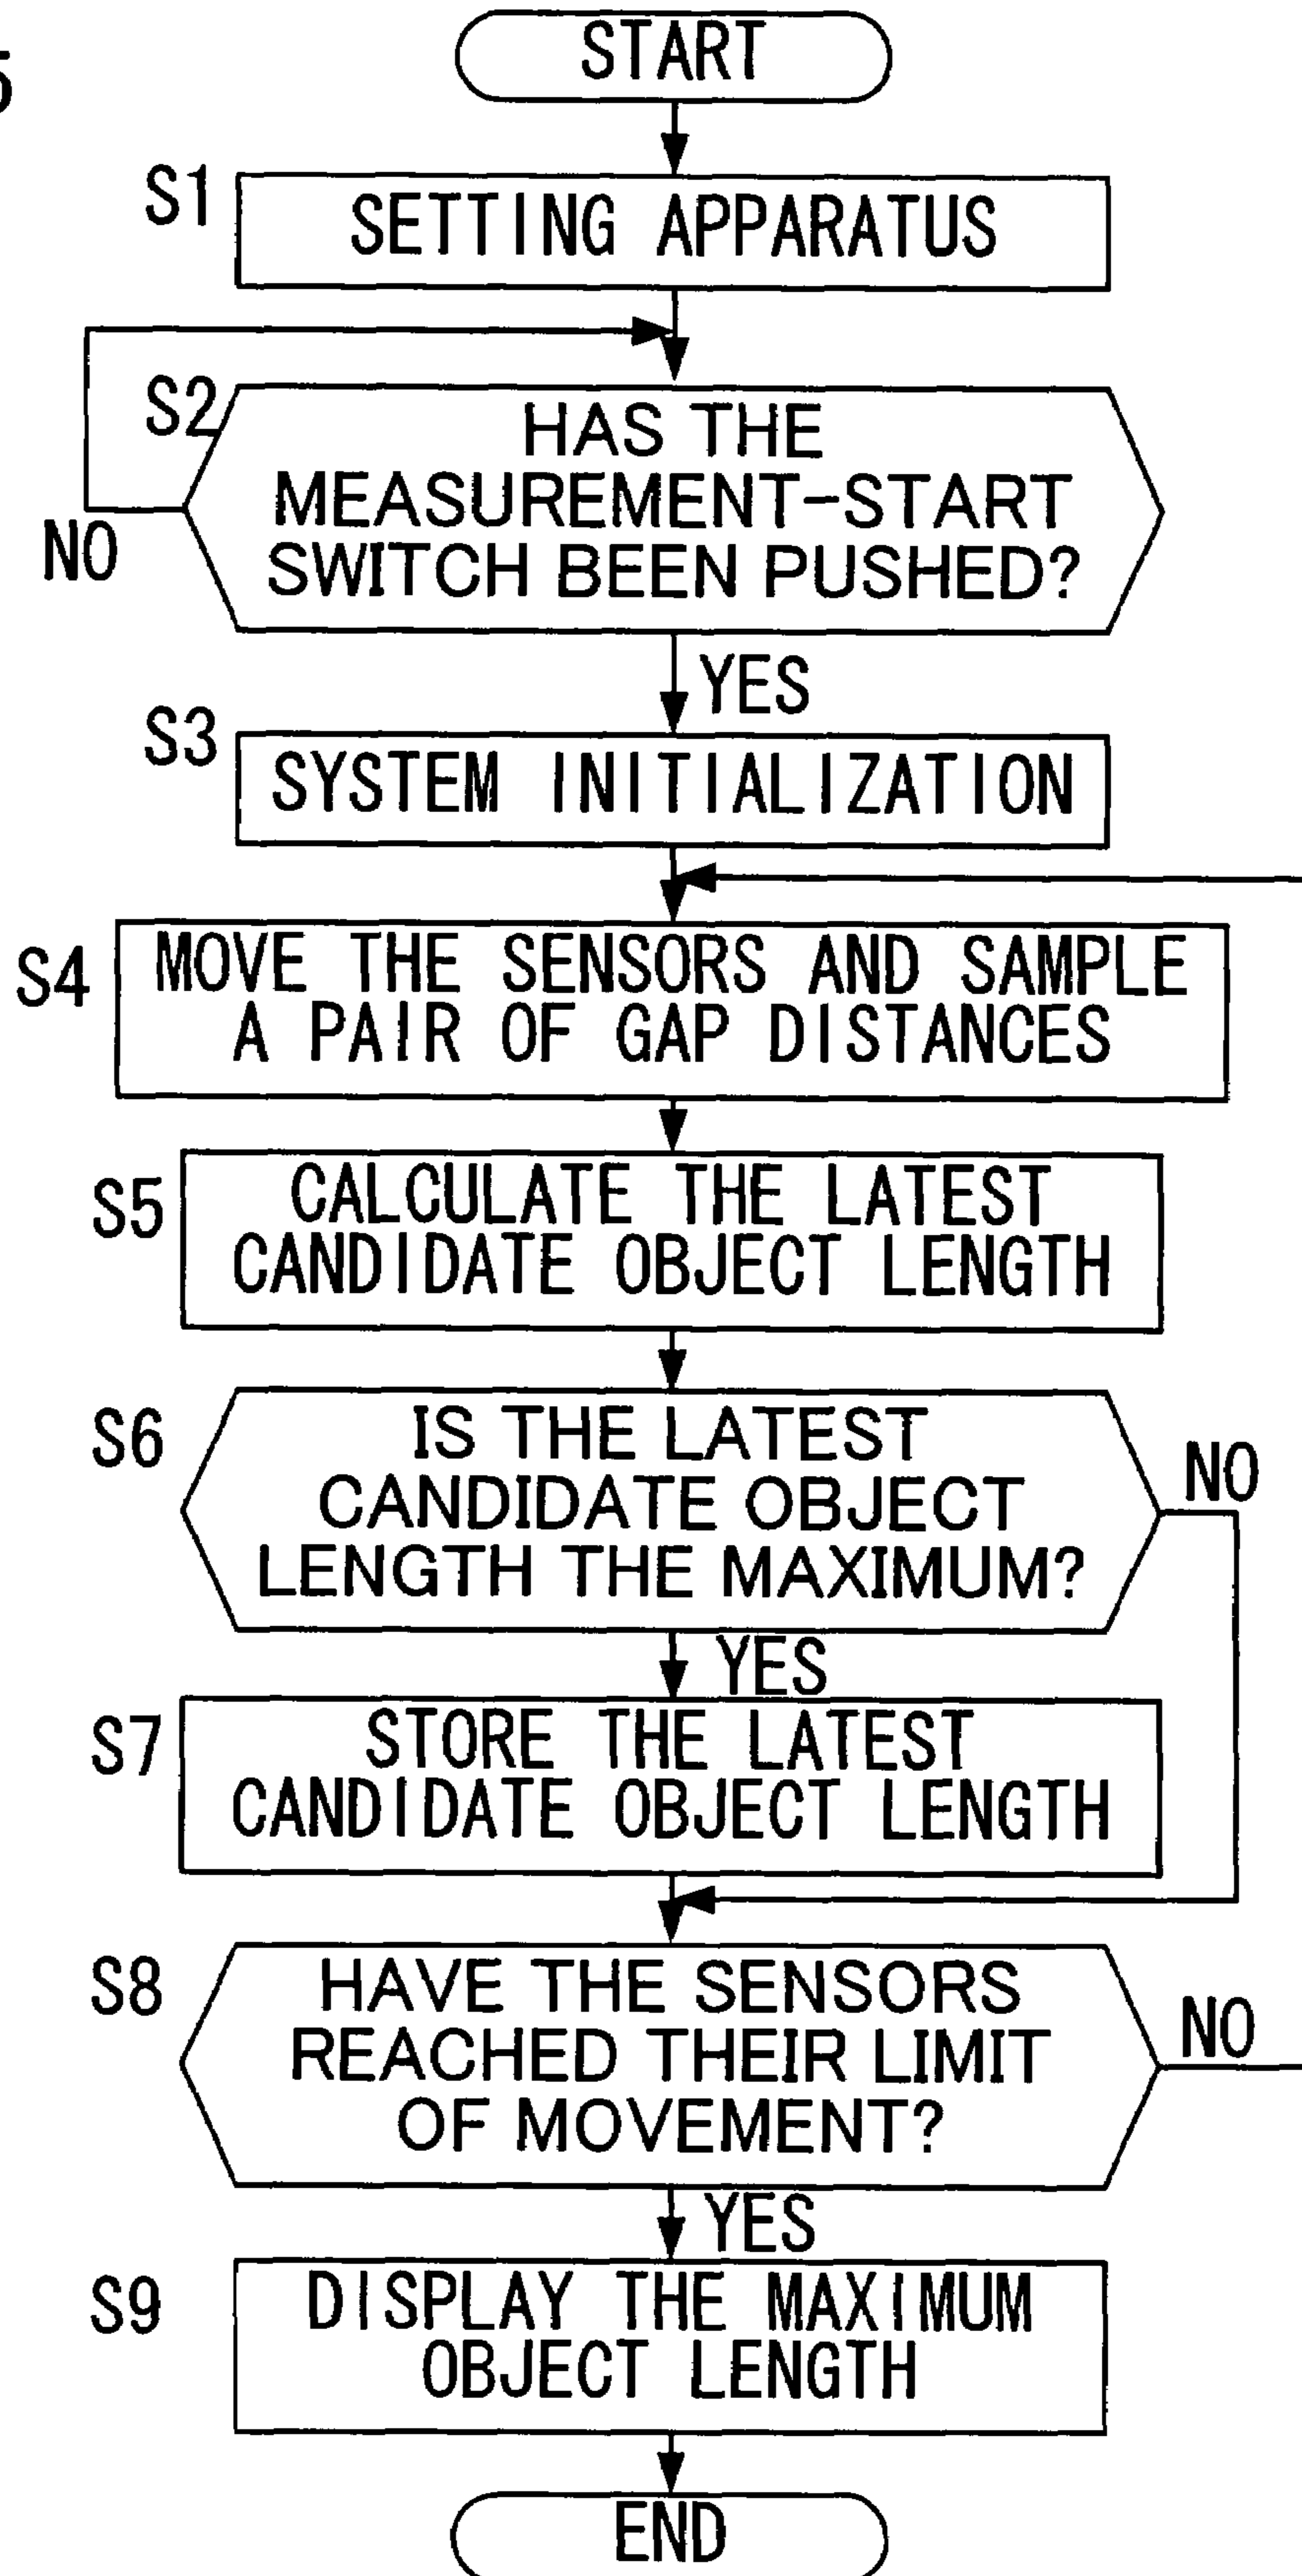 5
START
S1
SETTING APPARATUS
S2
HAS THE
MEASUREMENT-START
SWITCH BEEN PUSHED?
NO
YES
S3
SYSTEM INITIALIZATION
S4
MOVE THE SENSORS AND SAMPLE
A PAIR OF GAP DISTANCES
S5
CALCULATE THE LATEST
CANDIDATE OBJECT LENGTH
S6
IS THE LATEST
CANDIDATE OBJECT
LENGTH THE MAXIMUM?
NO
YES
S7
STORE THE LATEST
CANDIDATE OBJECT LENGTH
S8
HAVE THE SENSORS
REACHED THEIR LIMIT
OF MOVEMENT?
NO
YES
S9
DISPLAY THE MAXIMUM
OBJECT LENGTH
END